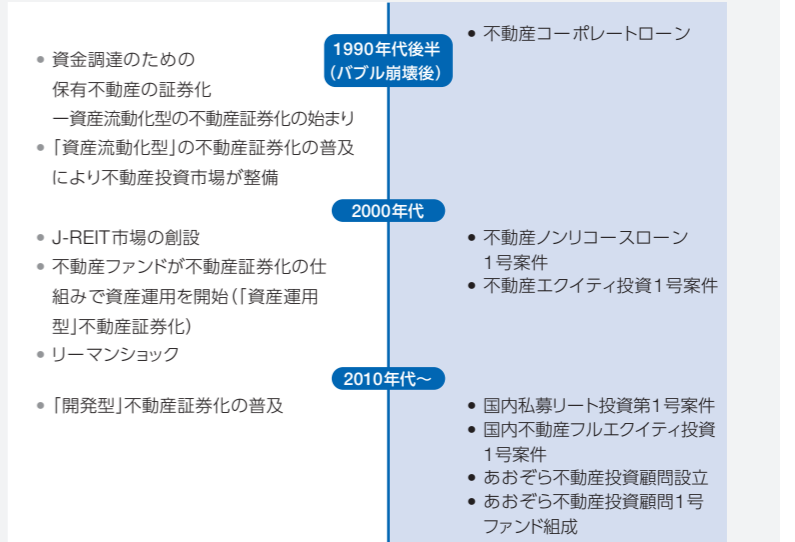 1990年代後半
（バブル崩壊後）
● 資金調達のための
保有不動産の証券化
ー資産流動化型の不動産証券化の始まり
● 「資産流動化型」の不動産証券化の普及
により不動産投資市場が整備
● 不動産コーポレートローン
2000年代
● J-REIT市場の創設
● 不動産ファンドが不動産証券化の仕
組みで資産運用を開始（「資産運用
型」不動産証券化）
● リーマンショック
● 不動産ノンリコースローン
1号案件
● 不動産エクイティ投資1号案件
2010年代～
● 「開発型」不動産証券化の普及
● 国内私募リート投資第1号案件
● 国内不動産フルエクイティ投資
1号案件
● あおぞら不動産投資顧問設立
● あおぞら不動産投資顧問1号
ファンド組成